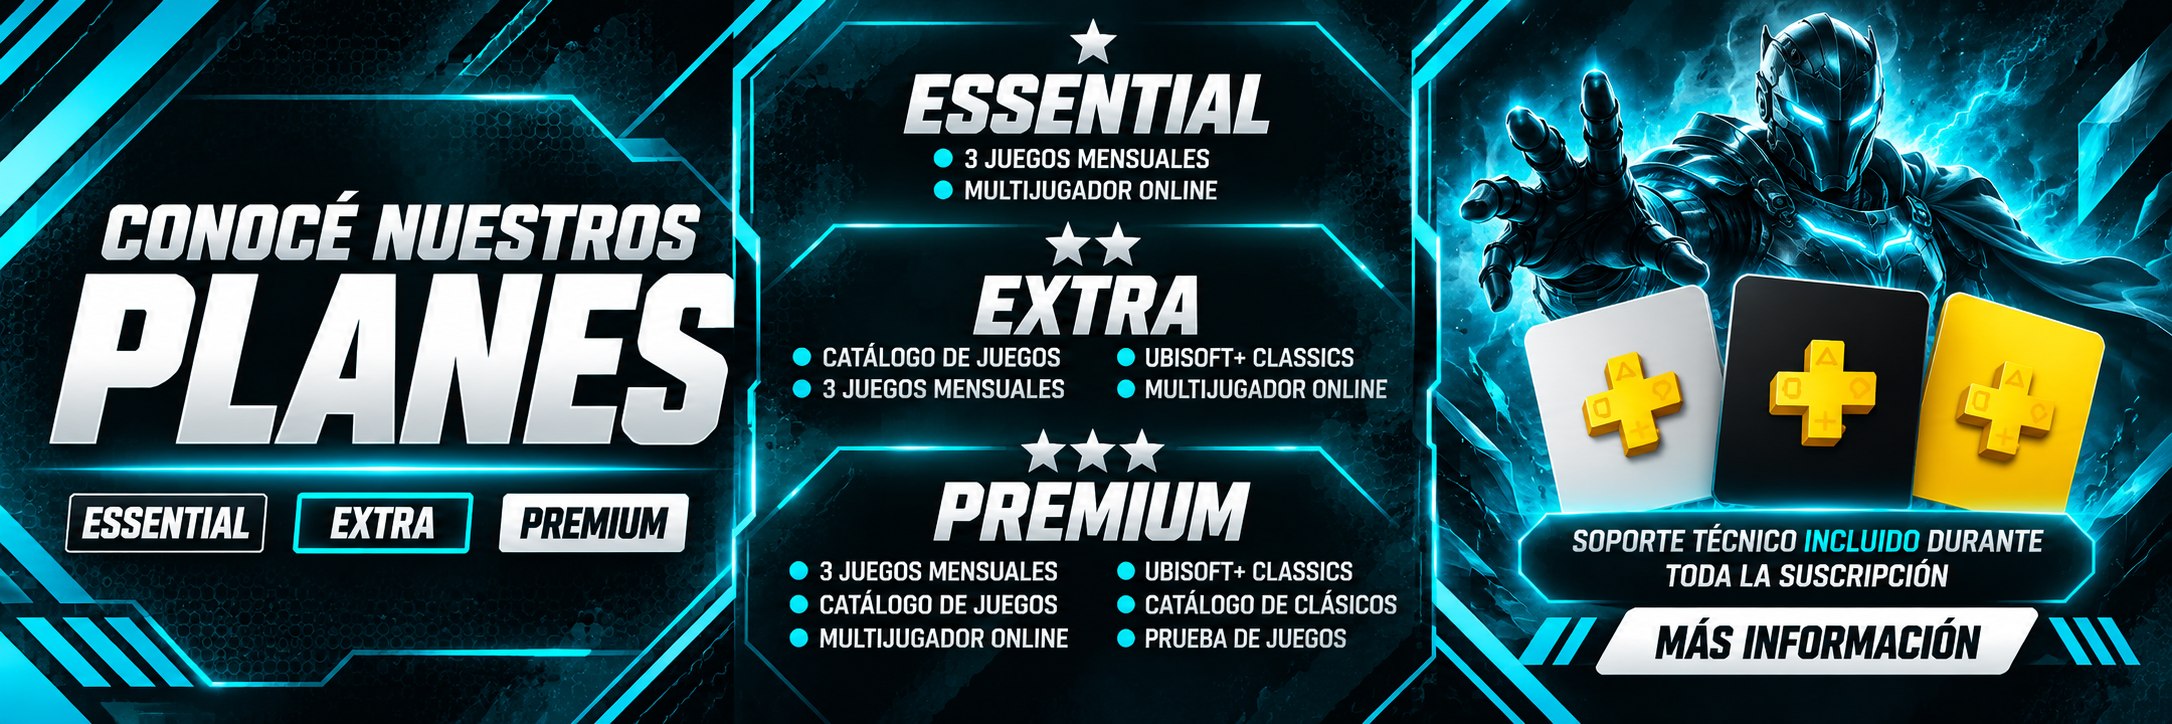 CONOCÉ NUESTROS
PLANES
ESSENTIAL
EXTRA
PREMIUM
ESSENTIAL
3 JUEGOS MENSUALES
MULTIJUGADOR ONLINE
EXTRA
CATÁLOGO DE JUEGOS
3 JUEGOS MENSUALES
UBISOFT+ CLASSICS
MULTIJUGADOR ONLINE
PREMIUM
3 JUEGOS MENSUALES
CATÁLOGO DE JUEGOS
MULTIJUGADOR ONLINE
UBISOFT+ CLASSICS
CATÁLOGO DE CLÁSICOS
PRUEBA DE JUEGOS
SOPORTE TÉCNICO INCLUIDO DURANTE
TODA LA SUSCRIPCIÓN
MÁS INFORMACIÓN